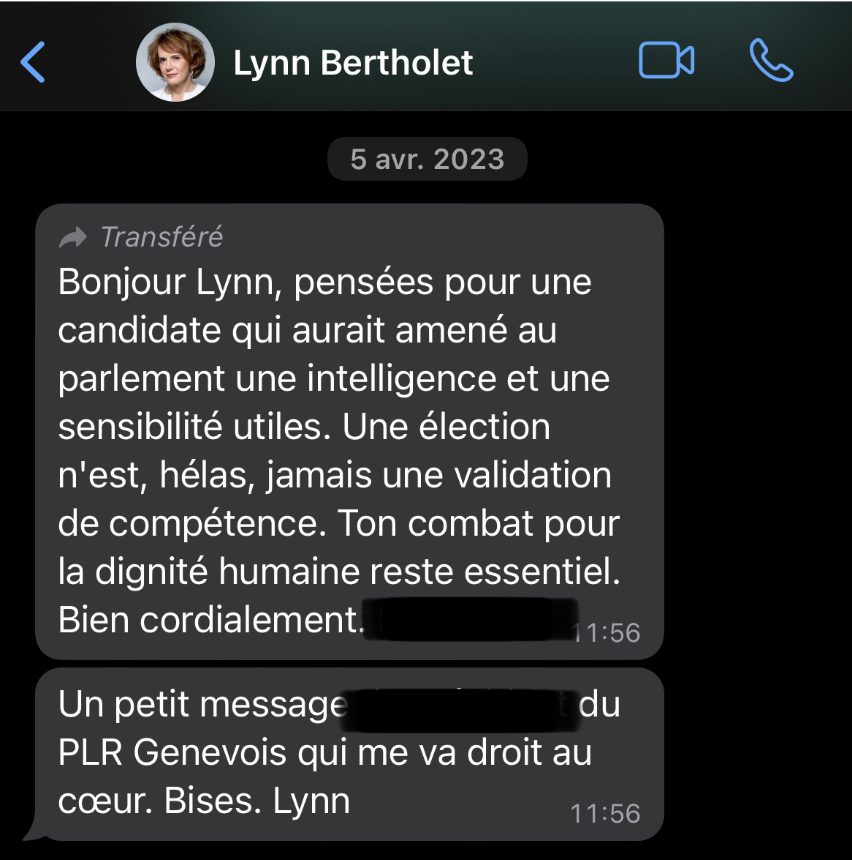 Lynn Bertholet
5 avr. 2023
Transféré
Bonjour Lynn, pensées pour une
candidate qui aurait amené au
parlement une intelligence et une
sensibilité utiles. Une élection
n'est, hélas, jamais une validation
de compétence. Ton combat pour
la dignité humaine reste essentiel.
Bien cordialement.
11:56
Un petit message du
PLR Genevois qui me va droit au
cœur. Bises. Lynn
11:56